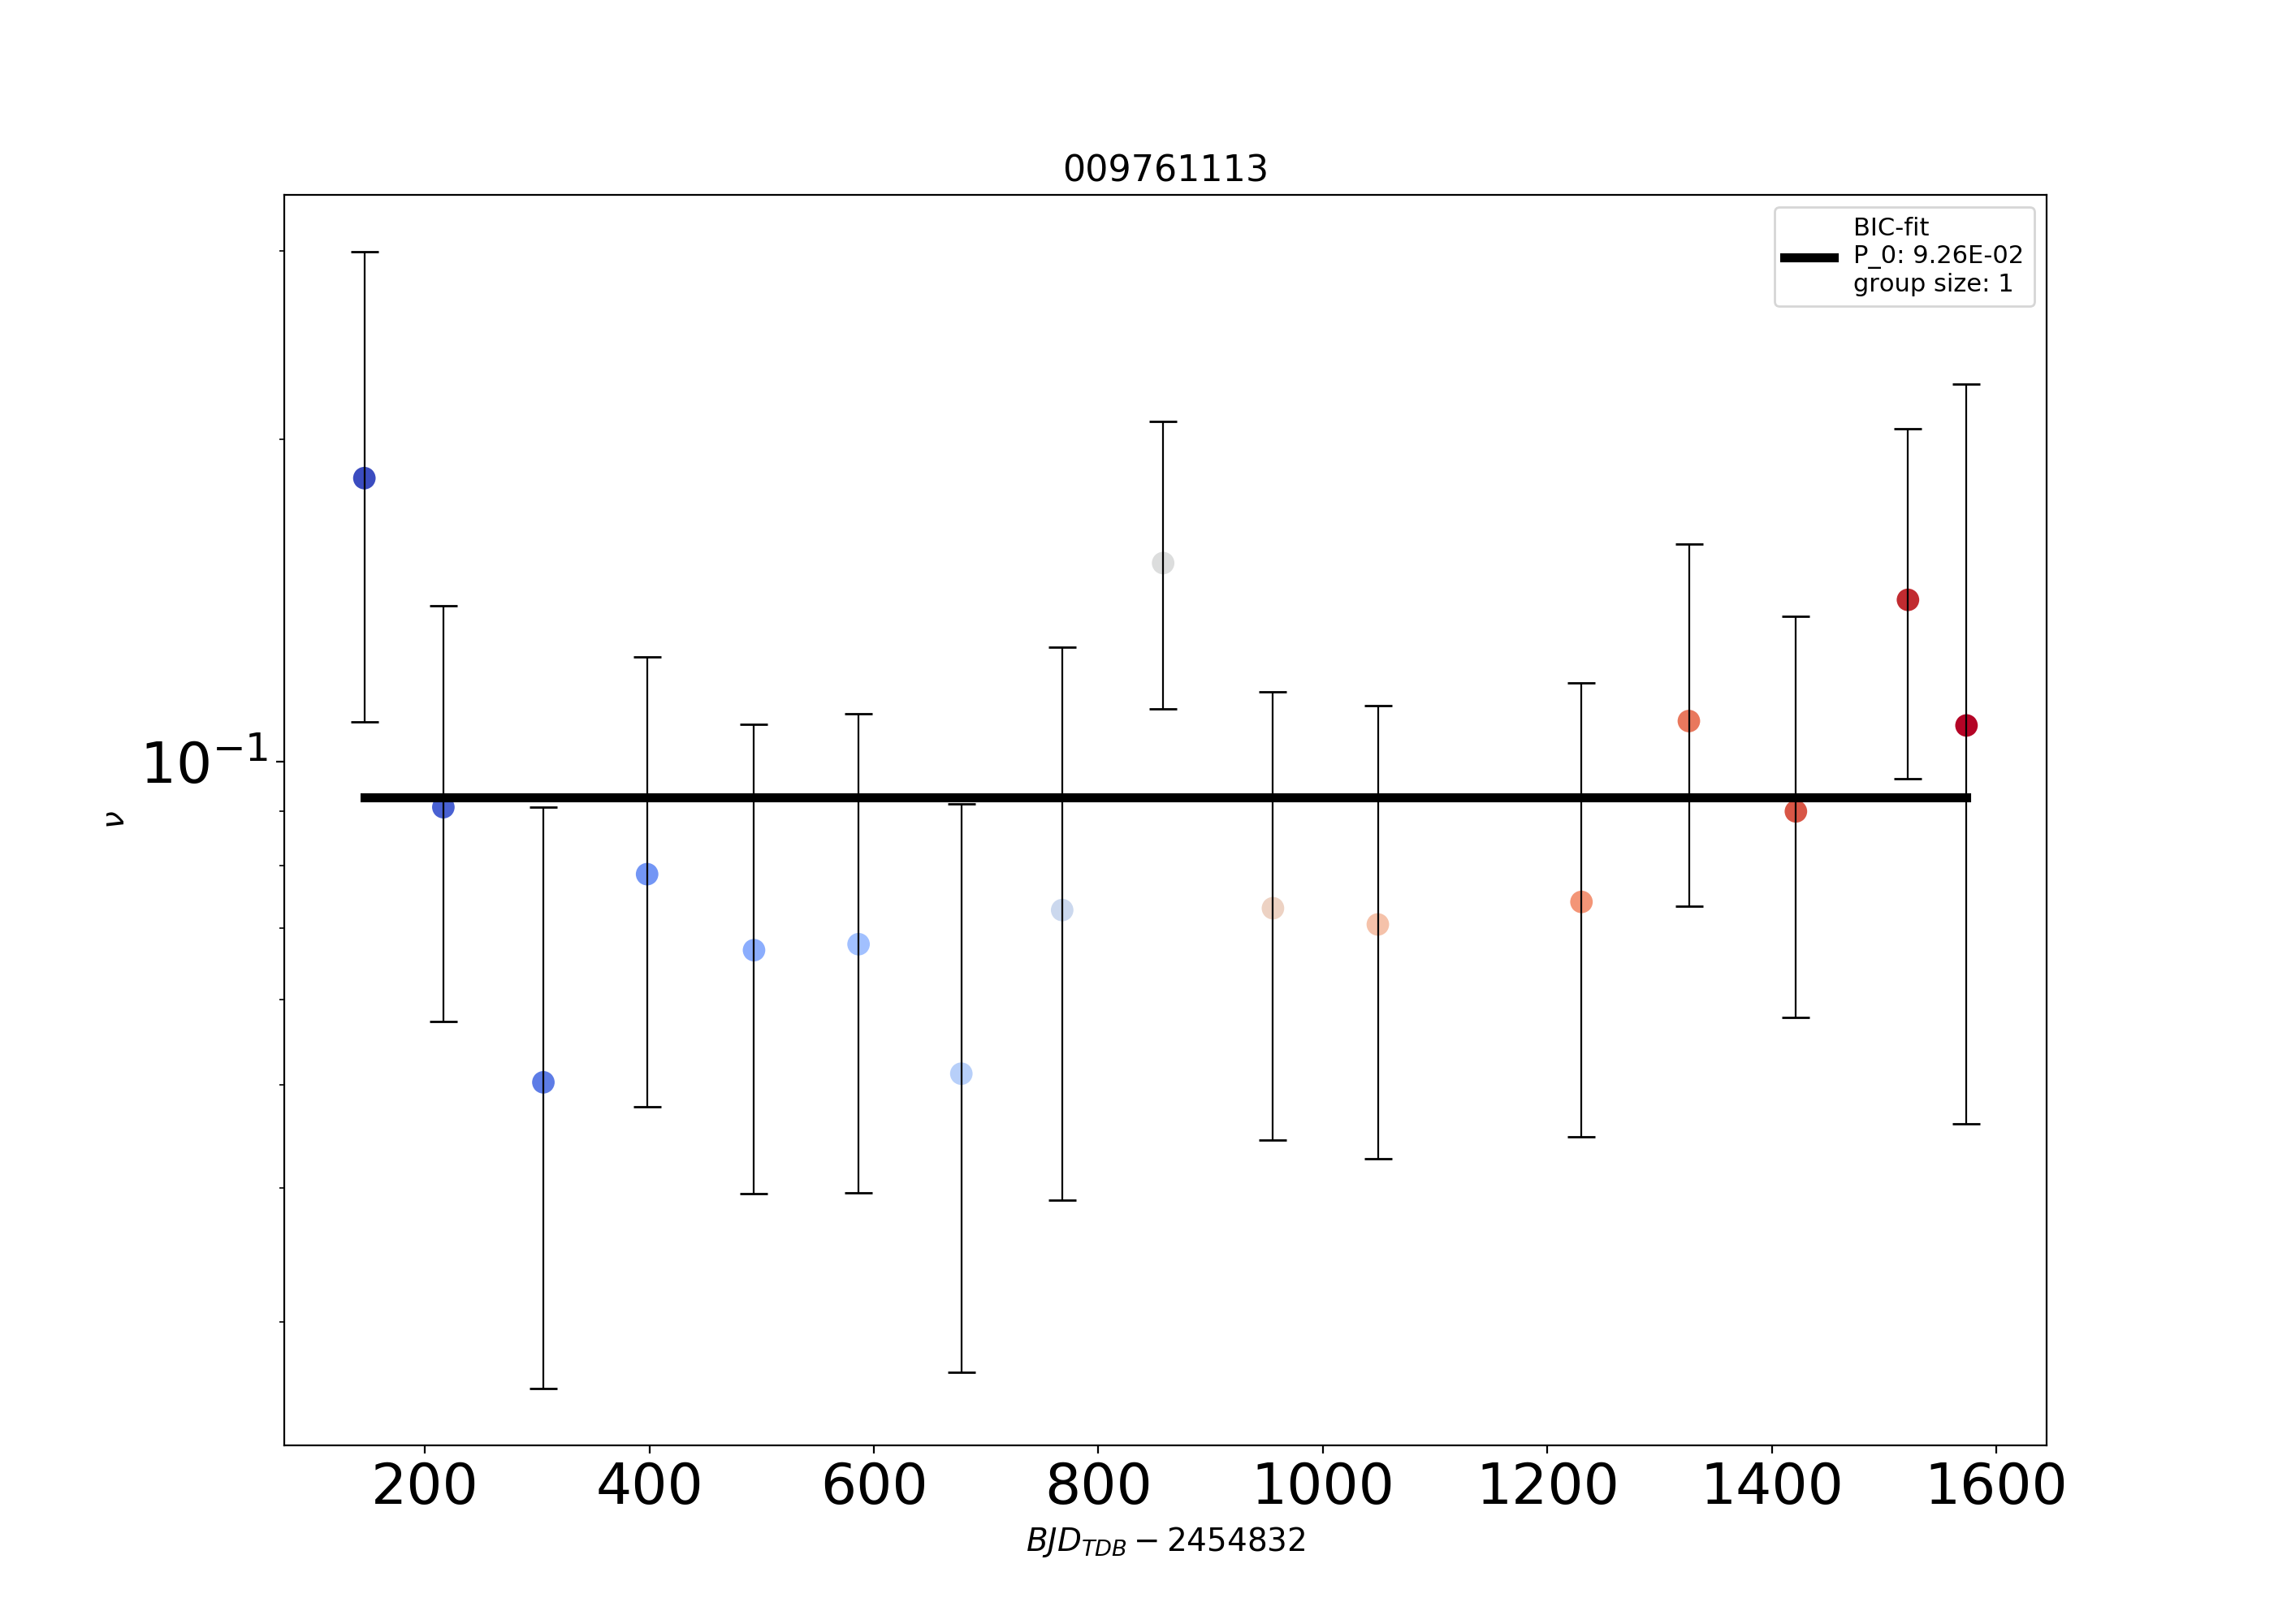 009761113
BIC-fit
P_0: 9.26E-02
group size: 1
10⁻¹
ν
200 400 600 800 1000 1200 1400 1600
BJD_TDB − 2454832